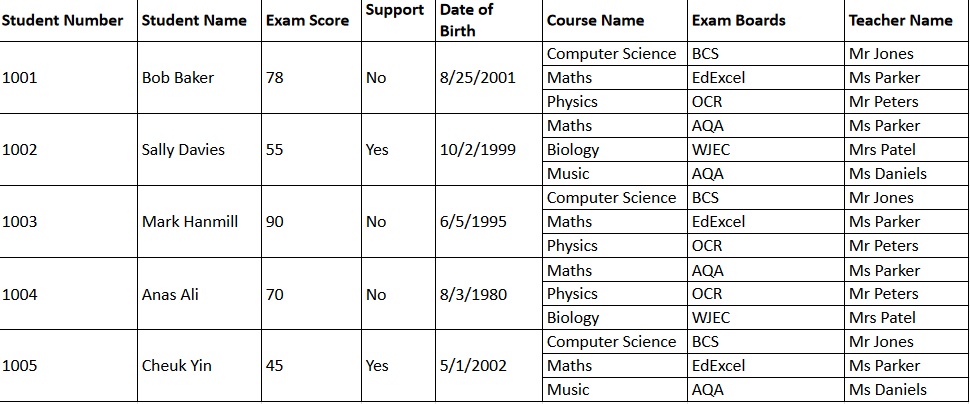 Student Number Student Name Exam Score Support Date of Birth Course Name Exam Boards Teacher Name
1001 Bob Baker 78 No 8/25/2001 Computer Science BCS Mr Jones
Maths EdExcel Ms Parker
Physics OCR Mr Peters
1002 Sally Davies 55 Yes 10/2/1999 Maths AQA Ms Parker
Biology WJEC Mrs Patel
Music AQA Ms Daniels
1003 Mark Hanmill 90 No 6/5/1995 Computer Science BCS Mr Jones
Maths EdExcel Ms Parker
Physics OCR Mr Peters
1004 Anas Ali 70 No 8/3/1980 Maths AQA Ms Parker
Physics OCR Mr Peters
Biology WJEC Mrs Patel
1005 Cheuk Yin 45 Yes 5/1/2002 Computer Science BCS Mr Jones
Maths EdExcel Ms Parker
Music AQA Ms Daniels